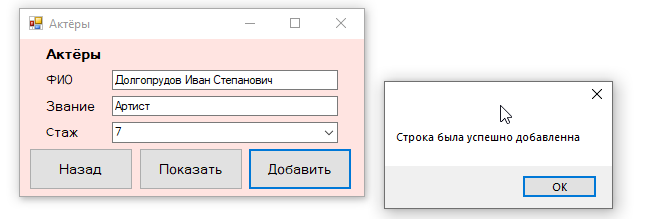 Актёры
Актёры
ФИО Долгопрудов Иван Степанович
Звание Артист
Стаж 7
Назад Показать Добавить
Строка была успешно добавленна
ОК